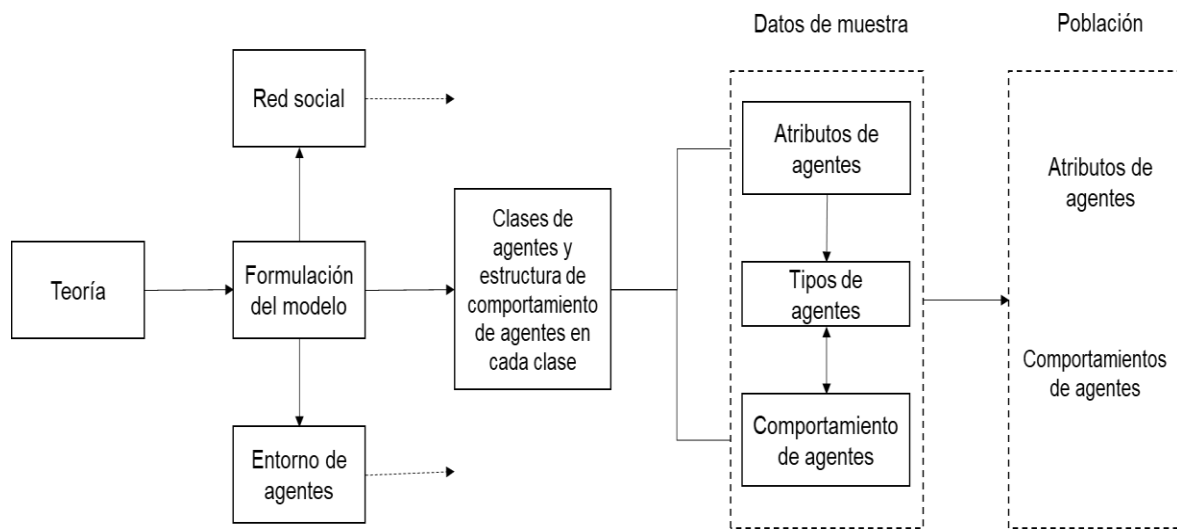 Datos de muestra
Población
Red social
Atributos de
agentes
Atributos de
agentes
Clases de
agentes y
estructura de
comportamiento
de agentes en
cada clase
Teoría
Formulación
del modelo
Tipos de
agentes
Comportamientos
de agentes
Comportamiento
de agentes
Entorno de
agentes